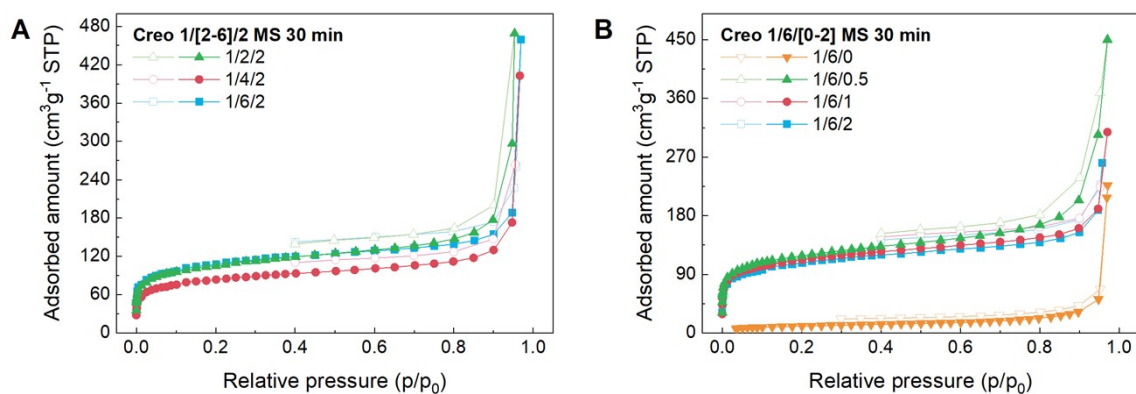 A
Creo 1/[2-6]/2 MS 30 min
1/2/2
1/4/2
1/6/2
Adsorbed amount (cm³g⁻¹ STP)
480
420
360
300
240
180
120
60
0
0.0 0.2 0.4 0.6 0.8 1.0
Relative pressure (p/p₀)
B
Creo 1/6/[0-2] MS 30 min
1/6/0
1/6/0.5
1/6/1
1/6/2
Adsorbed amount (cm³g⁻¹ STP)
450
360
270
180
90
0
0.0 0.2 0.4 0.6 0.8 1.0
Relative pressure (p/p₀)